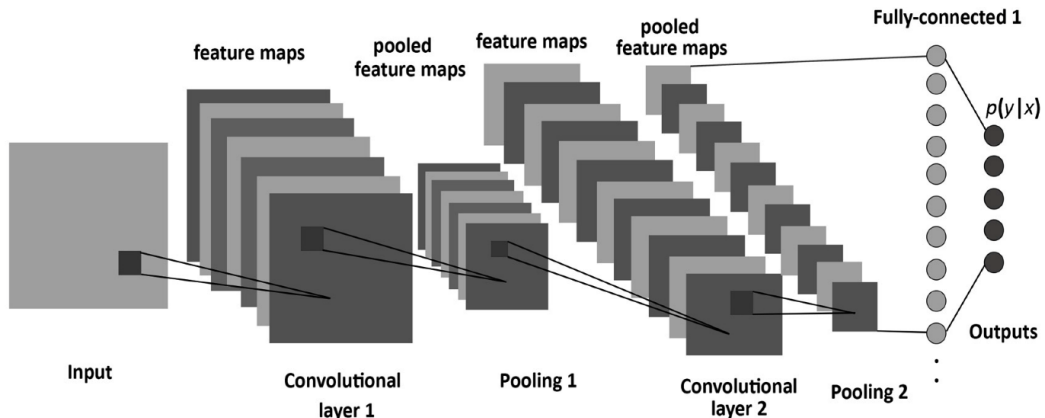 Fully-connected 1
feature maps
pooled
feature maps
feature maps
pooled
feature maps
p(y|x)
Input
Convolutional
layer 1
Pooling 1
Convolutional
layer 2
Pooling 2
Outputs